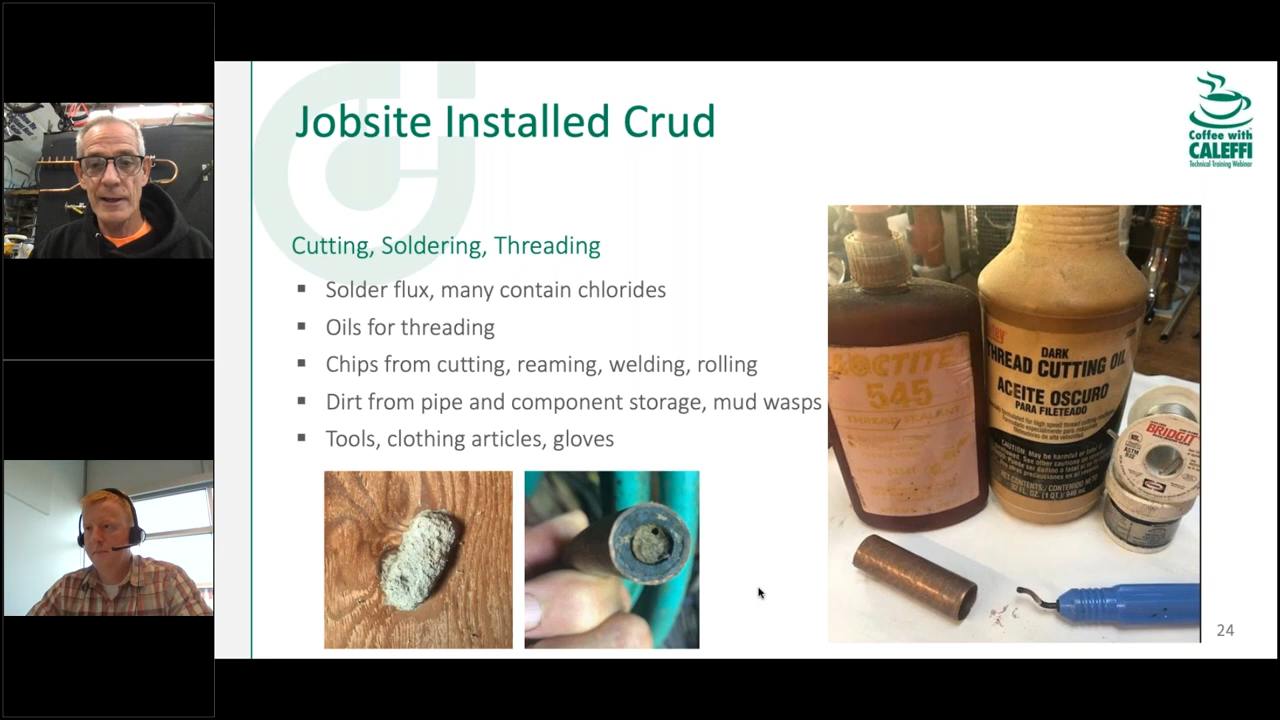 Jobsite Installed Crud
Coffee with
CALEFFI
Technical Training Webinar
Cutting, Soldering, Threading
▪ Solder flux, many contain chlorides
▪ Oils for threading
▪ Chips from cutting, reaming, welding, rolling
▪ Dirt from pipe and component storage, mud wasps
▪ Tools, clothing articles, gloves
LOCTITE
545
THREAD SEALANT
DARK
THREAD CUTTING OIL
ACEITE OSCURO
PARA FILETEADO
BRIDGIT
24